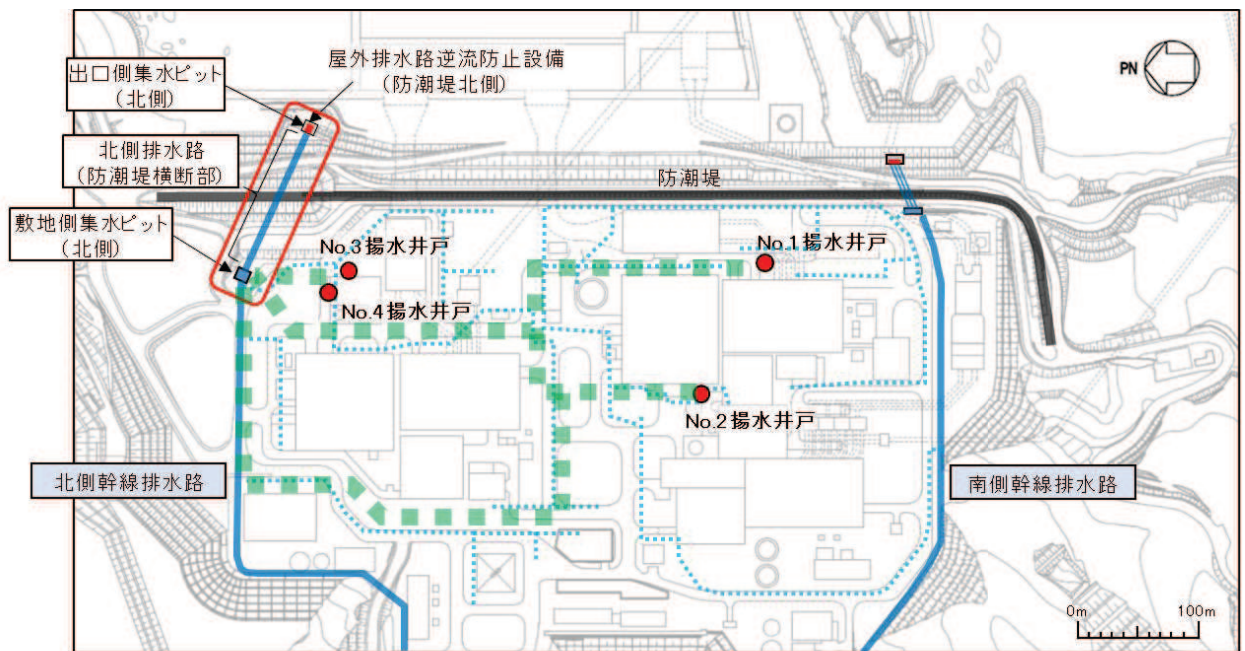 屋外排水路逆流防止設備
(防潮堤北側)
出口側集水ピット
(北側)
PN
北側排水路
(防潮堤横断部)
防潮堤
敷地側集水ピット
(北側)
No.3揚水井戸
No.1揚水井戸
No.4揚水井戸
No.2揚水井戸
北側幹線排水路
南側幹線排水路
0m
100m